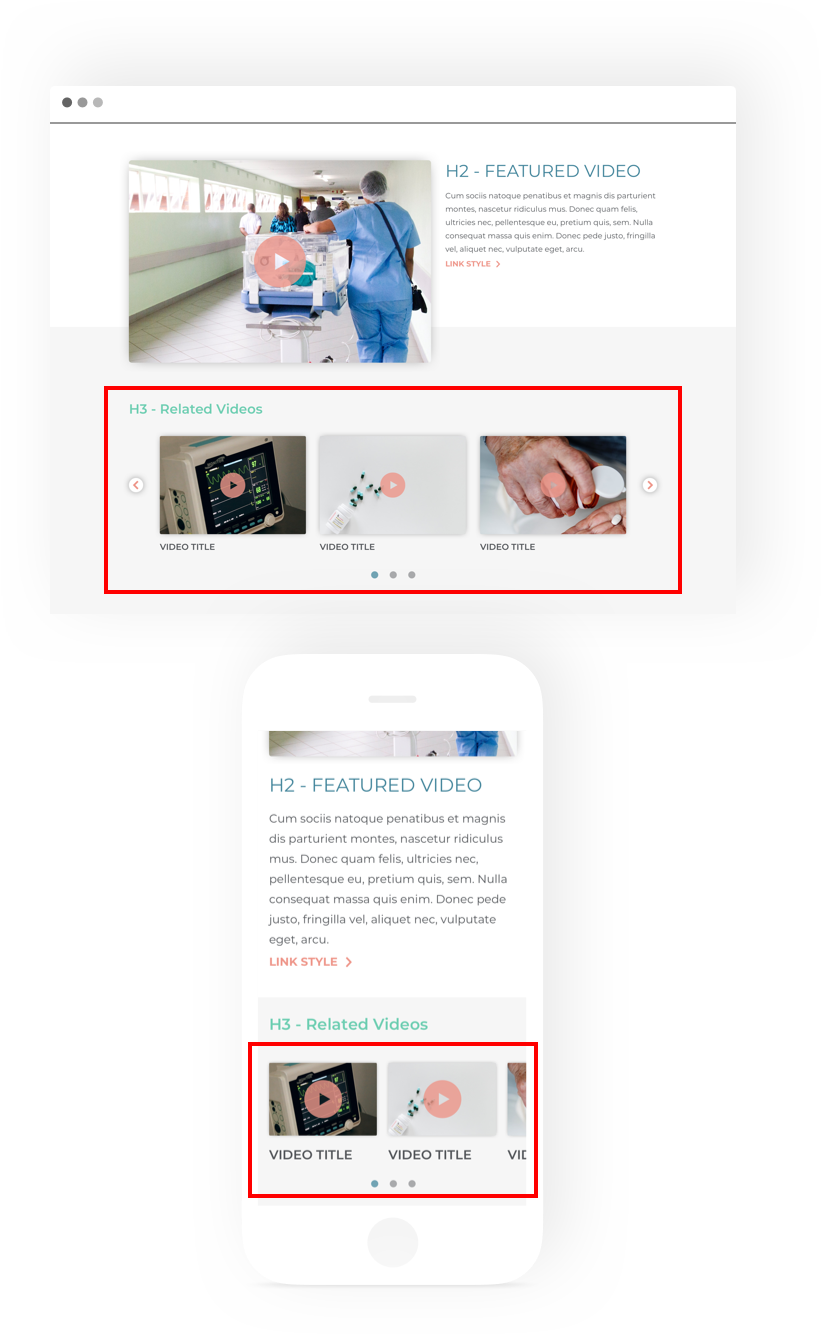 H2 - FEATURED VIDEO
Cum sociis natoque penatibus et magnis dis parturient
montes, nascetur ridiculus mus. Donec quam felis,
ultricies nec, pellentesque eu, pretium quis, sem. Nulla
consequat massa quis enim. Donec pede justo, fringilla
vel, aliquet nec, vulputate eget, arcu.
LINK STYLE
H3 - Related Videos
VIDEO TITLE
VIDEO TITLE
VIDEO TITLE
H2 - FEATURED VIDEO
Cum sociis natoque penatibus et magnis
dis parturient montes, nascetur ridiculus
mus. Donec quam felis, ultricies nec,
pellentesque eu, pretium quis, sem. Nulla
consequat massa quis enim. Donec pede
justo, fringilla vel, aliquet nec, vulputate
eget, arcu.
LINK STYLE
H3 - Related Videos
VIDEO TITLE
VIDEO TITLE